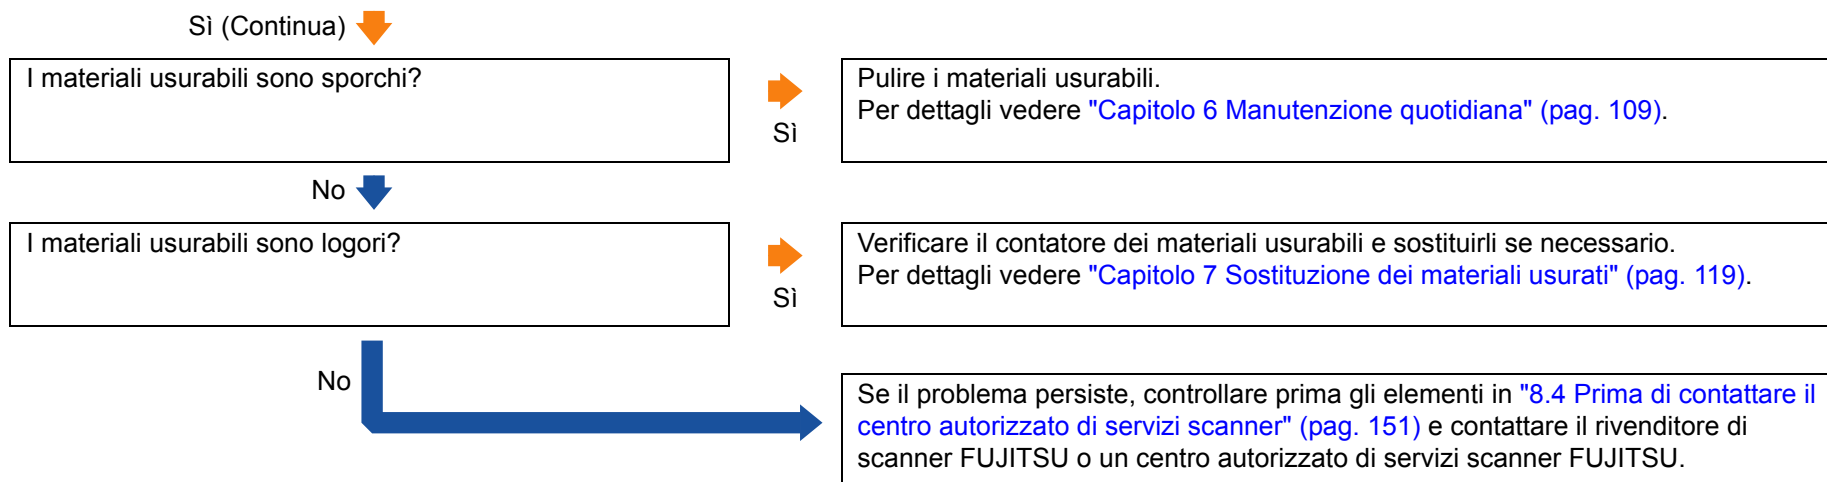 Sì (Continua)
I materiali usurabili sono sporchi?
Sì
Pulire i materiali usurabili.
Per dettagli vedere "Capitolo 6 Manutenzione quotidiana" (pag. 109).
No
I materiali usurabili sono logori?
Sì
Verificare il contatore dei materiali usurabili e sostituirli se necessario.
Per dettagli vedere "Capitolo 7 Sostituzione dei materiali usurati" (pag. 119).
No
Se il problema persiste, controllare prima gli elementi in "8.4 Prima di contattare il
centro autorizzato di servizi scanner" (pag. 151) e contattare il rivenditore di
scanner FUJITSU o un centro autorizzato di servizi scanner FUJITSU.